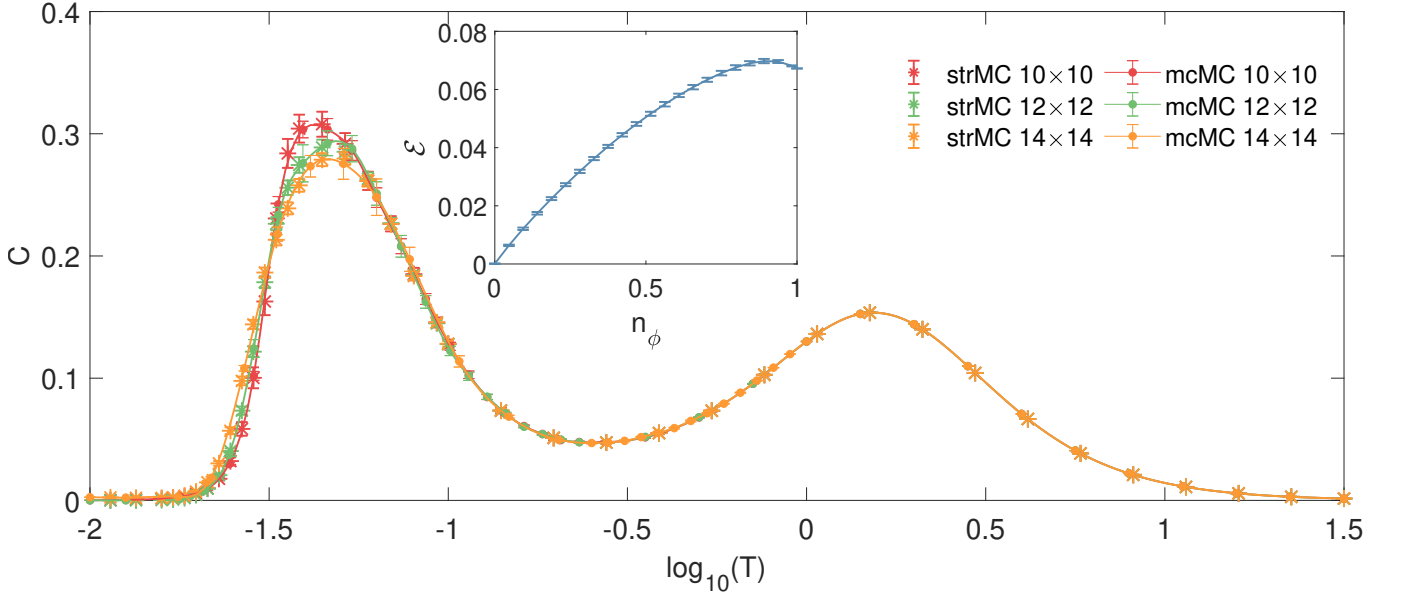 0.4
0.3
0.2
0.1
0
C
-2 -1.5 -1 -0.5 0 0.5 1 1.5
log10(T)
0.08
0.06
0.04
0.02
0
ℰ
0 0.5 1
nϕ
strMC 10×10 mcMC 10×10
strMC 12×12 mcMC 12×12
strMC 14×14 mcMC 14×14